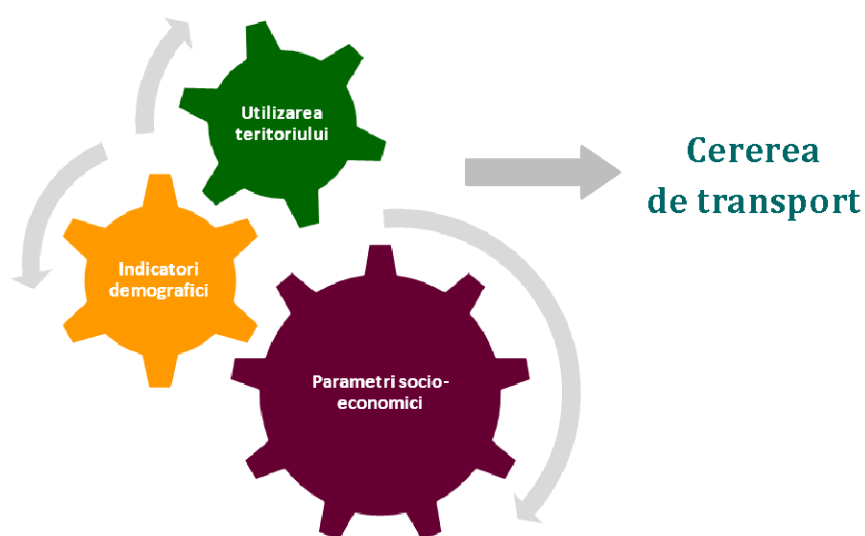 Utilizarea
teritoriului
Cererea
de transport
Indicatori
demografici
Parametri socio-
economici